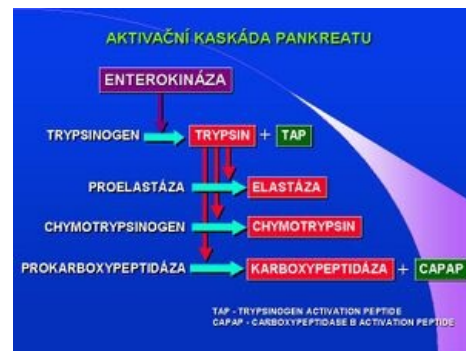 AKTIVAČNÍ KASKÁDA PANKREATU
ENTEROKINÁZA
TRYPSINOGEN TRYPSIN + TAP
PROELASTÁZA ELASTÁZA
CHYMOTRYPSINOGEN CHYMOTRYPSIN
PROKARBOXYPEPTIDÁZA KARBOXYPEPTIDÁZA + CAPAP
TAP - TRYPSINOGEN ACTIVATION PEPTIDE
CAPAP - CARBOXYPEPTIDASE B ACTIVATION PEPTIDE